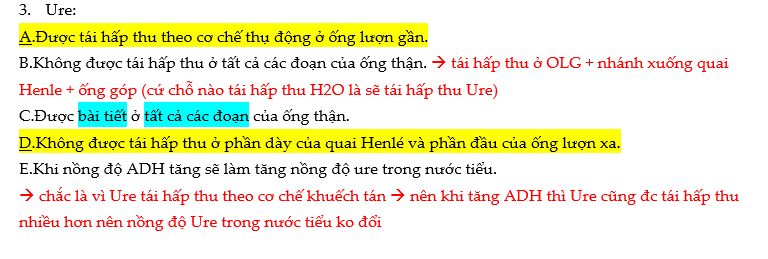 3. Ure:
A.Được tái hấp thu theo cơ chế thụ động ở ống lượn gần.
B.Không được tái hấp thu ở tất cả các đoạn của ống thận. → tái hấp thu ở OLG + nhánh xuống quai
Henle + ống góp (cứ chỗ nào tái hấp thu H2O là sẽ tái hấp thu Ure)
C.Được bài tiết ở tất cả các đoạn của ống thận.
D.Không được tái hấp thu ở phần dày của quai Henlé và phần đầu của ống lượn xa.
E.Khi nồng độ ADH tăng sẽ làm tăng nồng độ ure trong nước tiểu.
→ chắc là vì Ure tái hấp thu theo cơ chế khuếch tán → nên khi tăng ADH thì Ure cũng đc tái hấp thu
nhiều hơn nên nồng độ Ure trong nước tiểu ko đổi